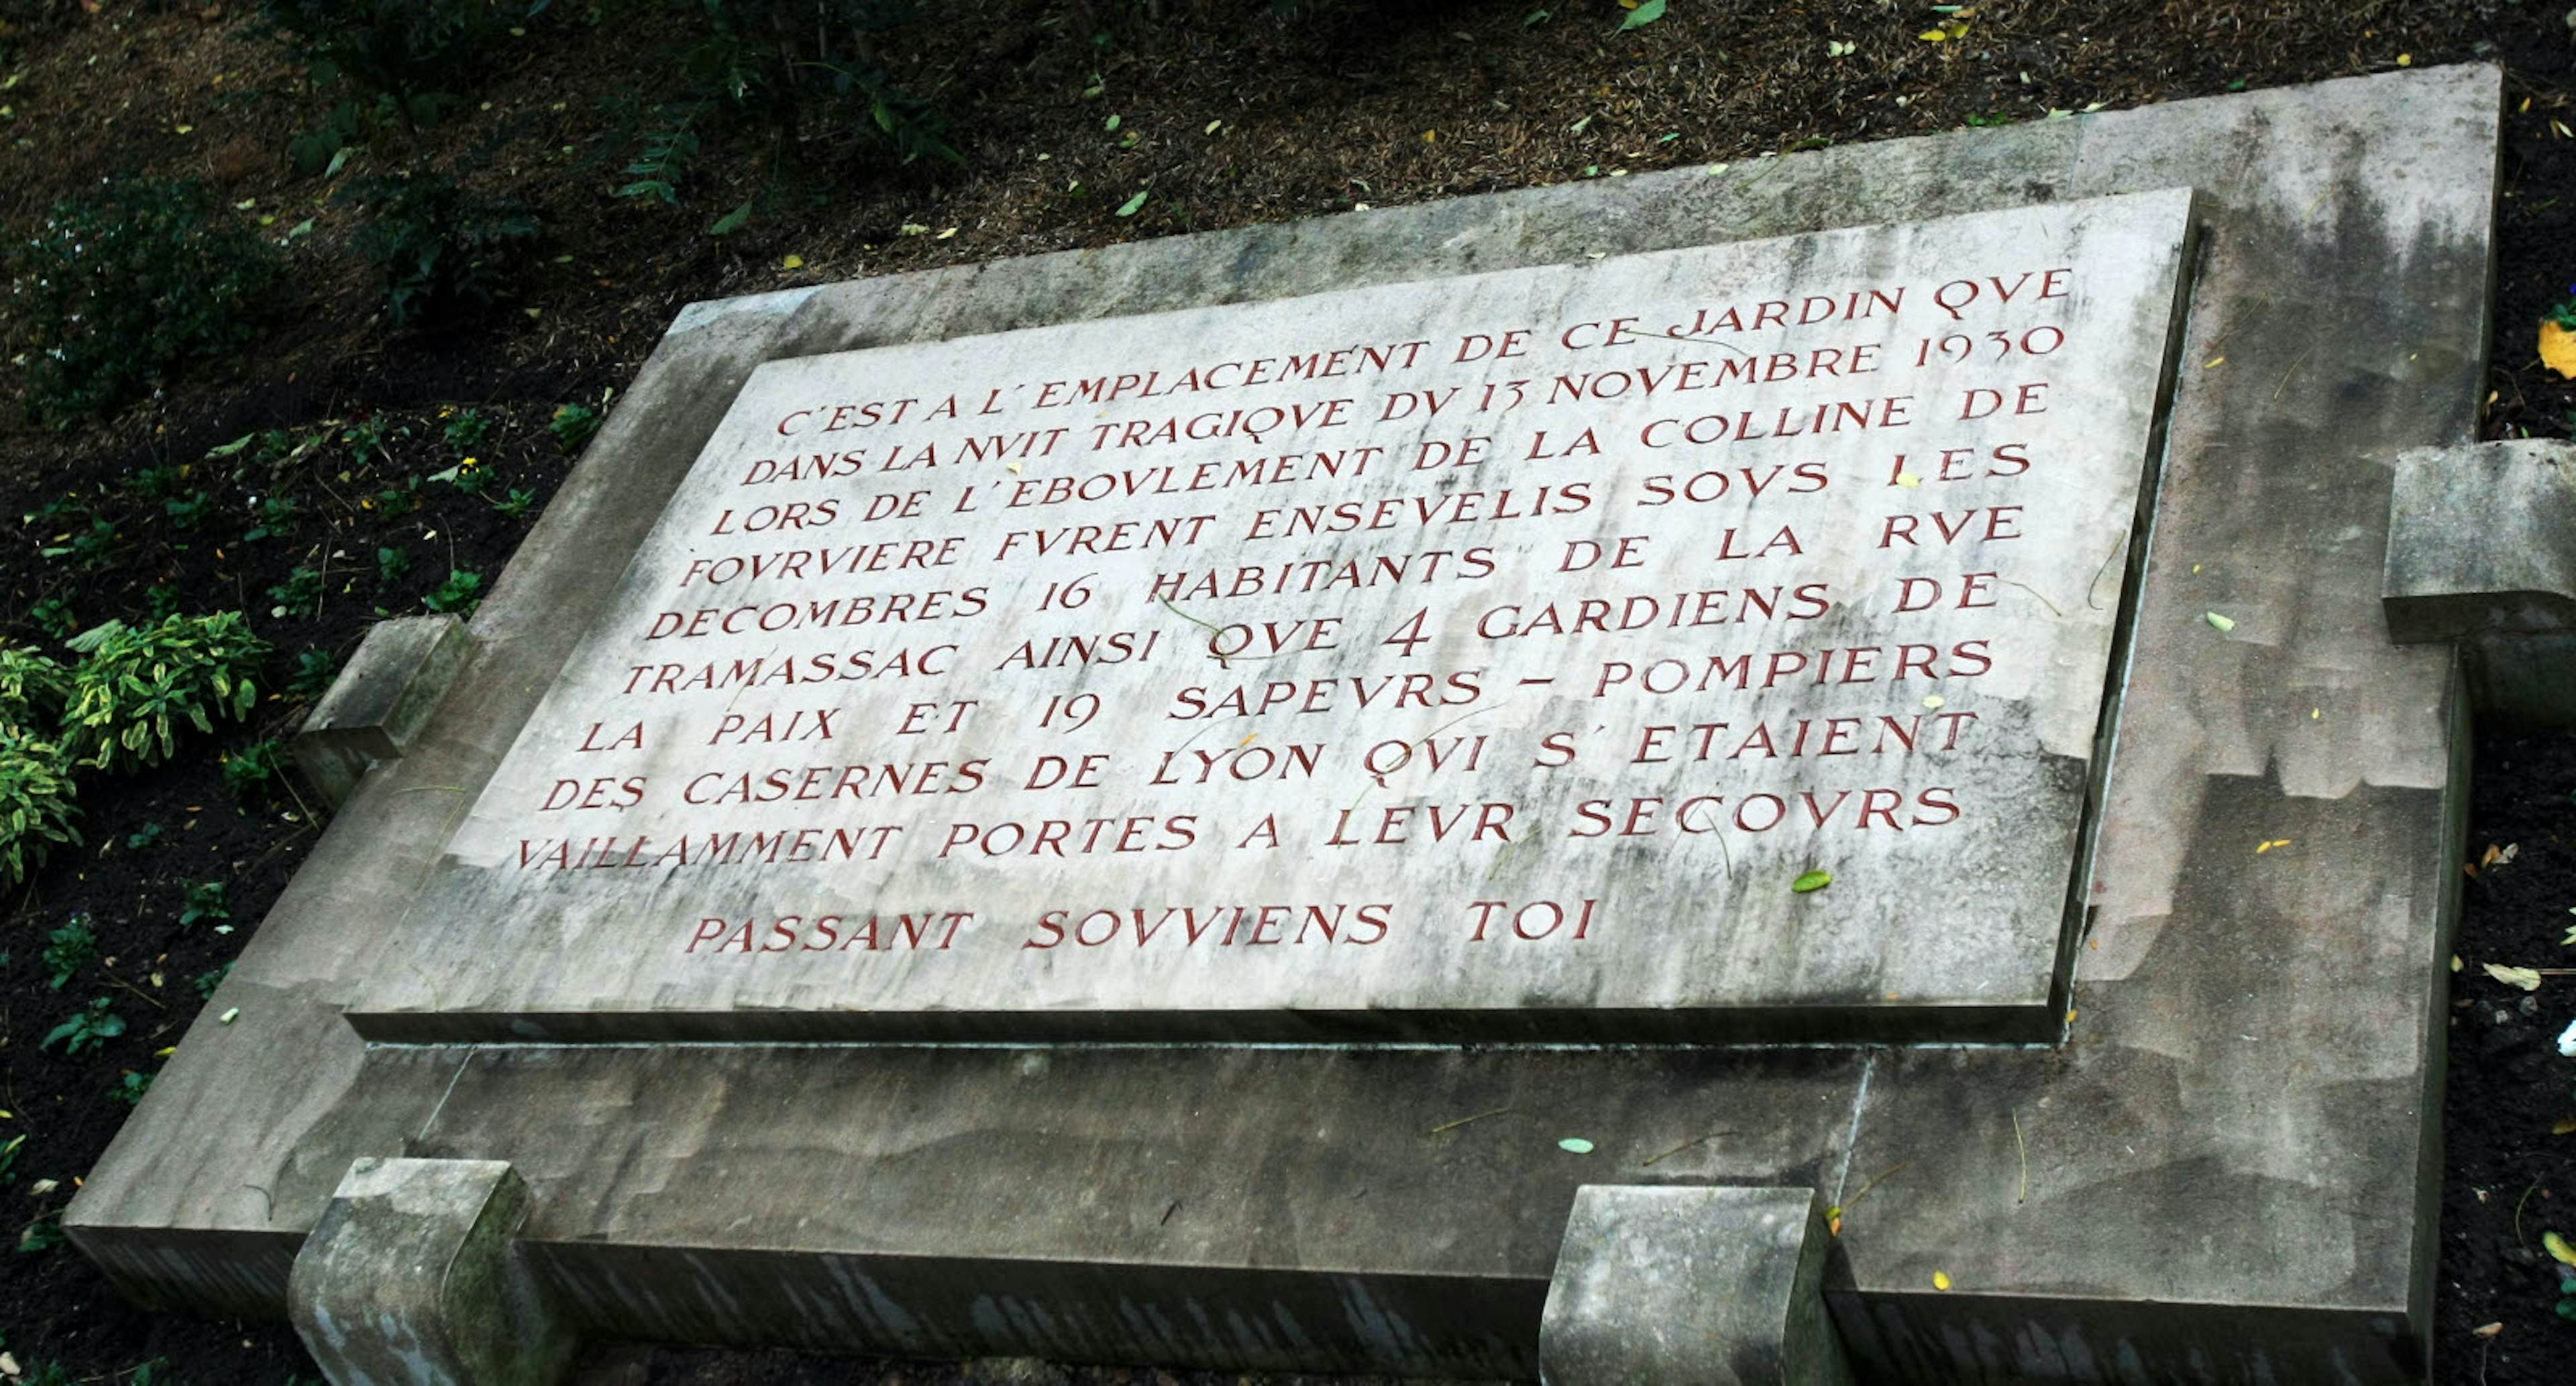 C'EST A L'EMPLACEMENT DE CE JARDIN QVE
DANS LA NVIT TRAGIQVE DV 13 NOVEMBRE 1930
LORS DE L'EBOVLEMENT DE LA COLLINE DE
FOVRVIERE FVRENT ENSEVELIS SOVS LES
DECOMBRES 16 HABITANTS DE LA RVE
TRAMASSAC AINSI QVE 4 GARDIENS DE
LA PAIX ET 19 SAPEVRS - POMPIERS
DES CASERNES DE LYON QVI S'ETAIENT
VAILLAMMENT PORTES A LEVR SECOVRS
PASSANT SOVVIENS TOI